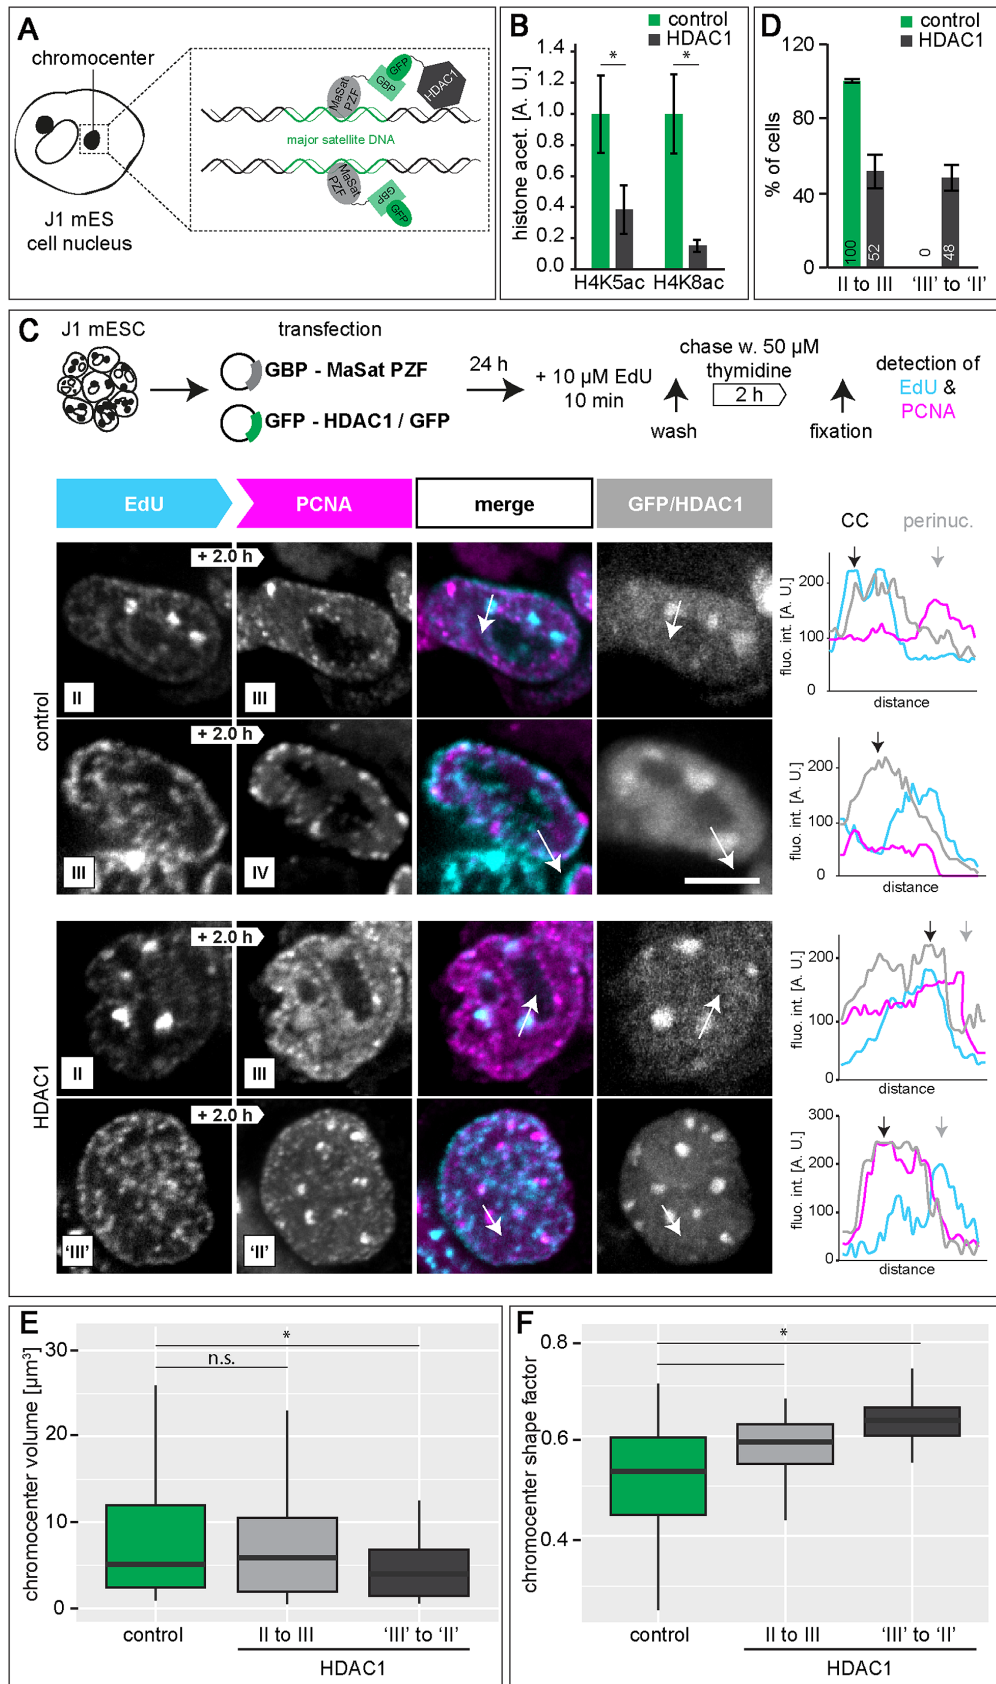 A
chromocenter
J1 mES
cell nucleus
MaSat
PZF
GBP
GFP
HDAC1
major satellite DNA
MaSat
PZF
GBP
GFP
B
control
HDAC1
histone acet. [A. U.]
1.4
1.2
1.0
0.8
0.6
0.4
0.2
0.0
*
*
H4K5ac
H4K8ac
D
control
HDAC1
% of cells
120
80
40
0
100
52
0
48
II to III
‘III’ to ‘II’
C
J1 mESC
transfection
GBP - MaSat PZF
GFP - HDAC1 / GFP
24 h
+ 10 µM EdU
10 min
wash
chase w. 50 µM
thymidine
2 h
fixation
detection of
EdU &
PCNA
EdU
PCNA
merge
GFP/HDAC1
CC
perinuc.
control
+ 2.0 h
II
III
fluo. int. [A. U.]
200
100
0
distance
+ 2.0 h
III
IV
fluo. int. [A. U.]
200
100
0
distance
HDAC1
+ 2.0 h
II
III
fluo. int. [A. U.]
200
100
0
distance
+ 2.0 h
‘III’
‘II’
fluo. int. [A. U.]
300
200
100
0
distance
E
chromocenter volume [µm³]
30
20
10
0
*
n.s.
control
II to III
‘III’ to ‘II’
HDAC1
F
chromocenter shape factor
0.8
0.6
0.4
*
control
II to III
‘III’ to ‘II’
HDAC1